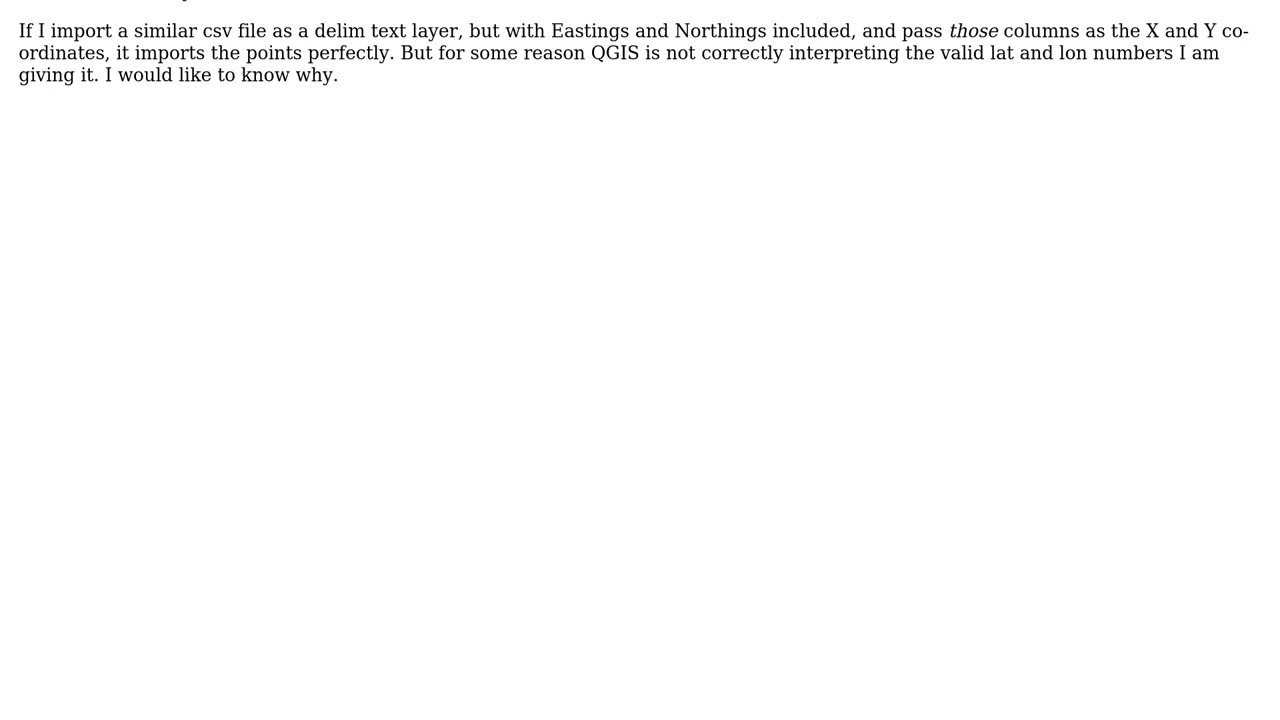 If I import a similar csv file as a delim text layer, but with Eastings and Northings included, and pass those columns as the X and Y co-
ordinates, it imports the points perfectly. But for some reason QGIS is not correctly interpreting the valid lat and lon numbers I am
giving it. I would like to know why.